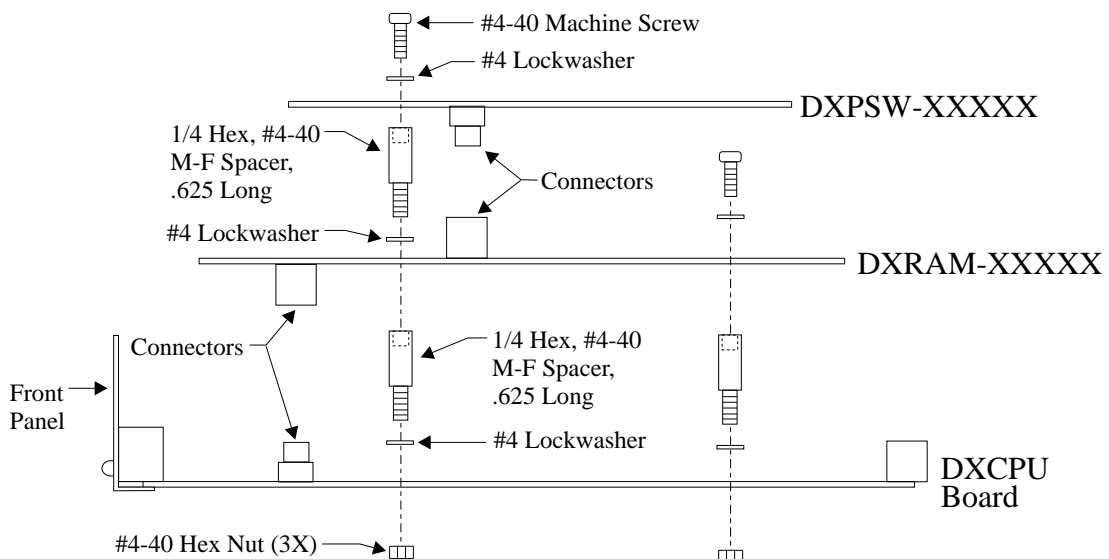 #4-40 Machine Screw
#4 Lockwasher
DXPSW-XXXXX
1/4 Hex, #4-40
M-F Spacer,
.625 Long
Connectors
#4 Lockwasher
DXRAM-XXXXX
Connectors
1/4 Hex, #4-40
M-F Spacer,
.625 Long
Front
Panel
#4 Lockwasher
DXCPU
Board
#4-40 Hex Nut (3X)